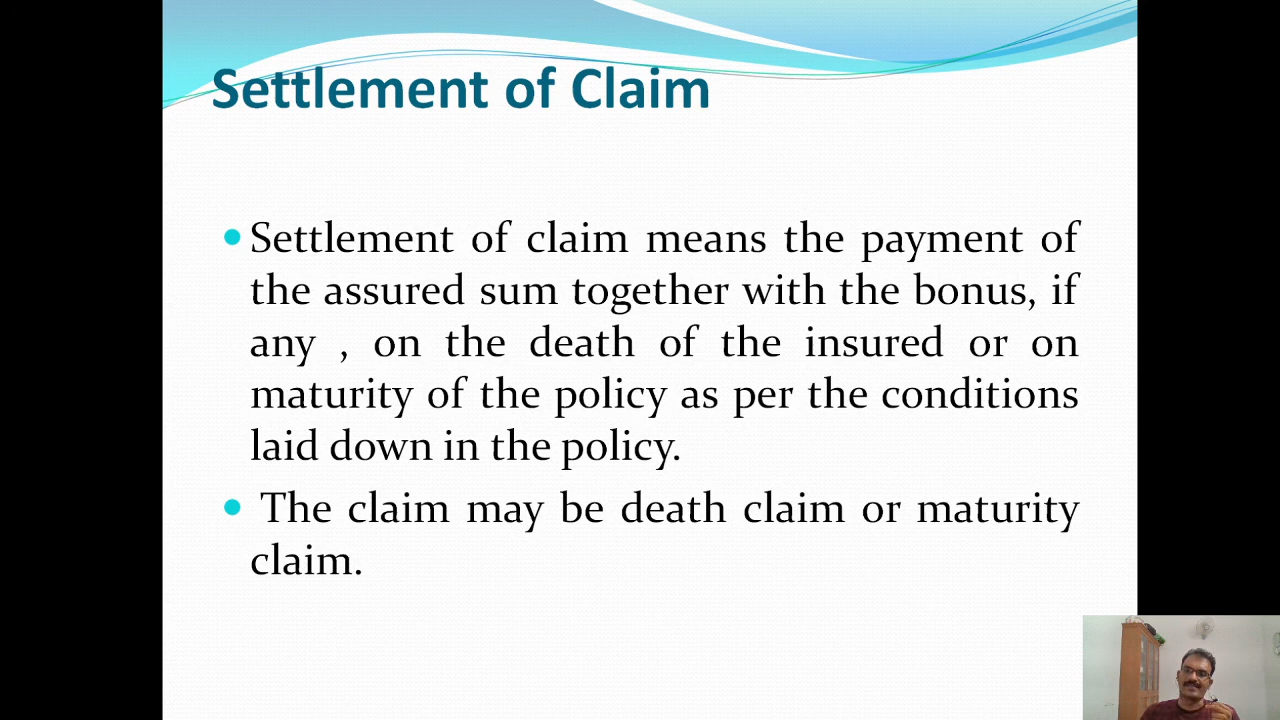 Settlement of Claim
Settlement of claim means the payment of
the assured sum together with the bonus, if
any , on the death of the insured or on
maturity of the policy as per the conditions
laid down in the policy.
The claim may be death claim or maturity
claim.